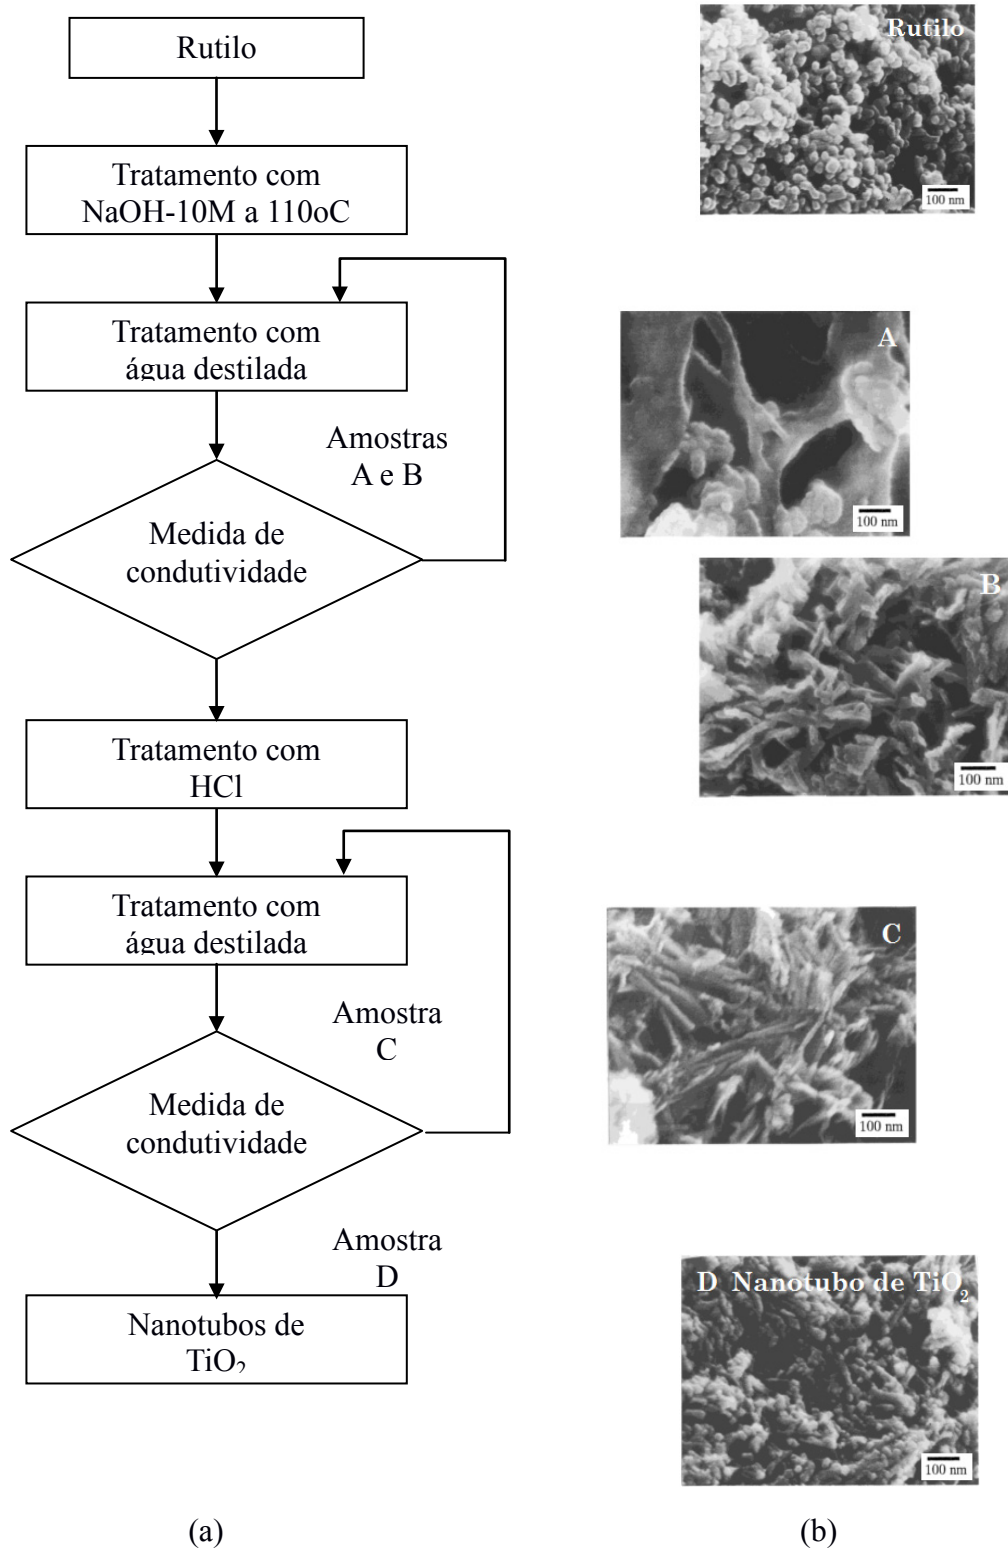 Rutilo
Tratamento com
NaOH-10M a 110oC
Tratamento com
água destilada
Amostras
A e B
Medida de
condutividade
Tratamento com
HCl
Tratamento com
água destilada
Amostra
C
Medida de
condutividade
Amostra
D
Nanotubos de
TiO2
(a)
Rutilo
100 nm
A
100 nm
B
100 nm
C
100 nm
D Nanotubo de TiO2
100 nm
(b)